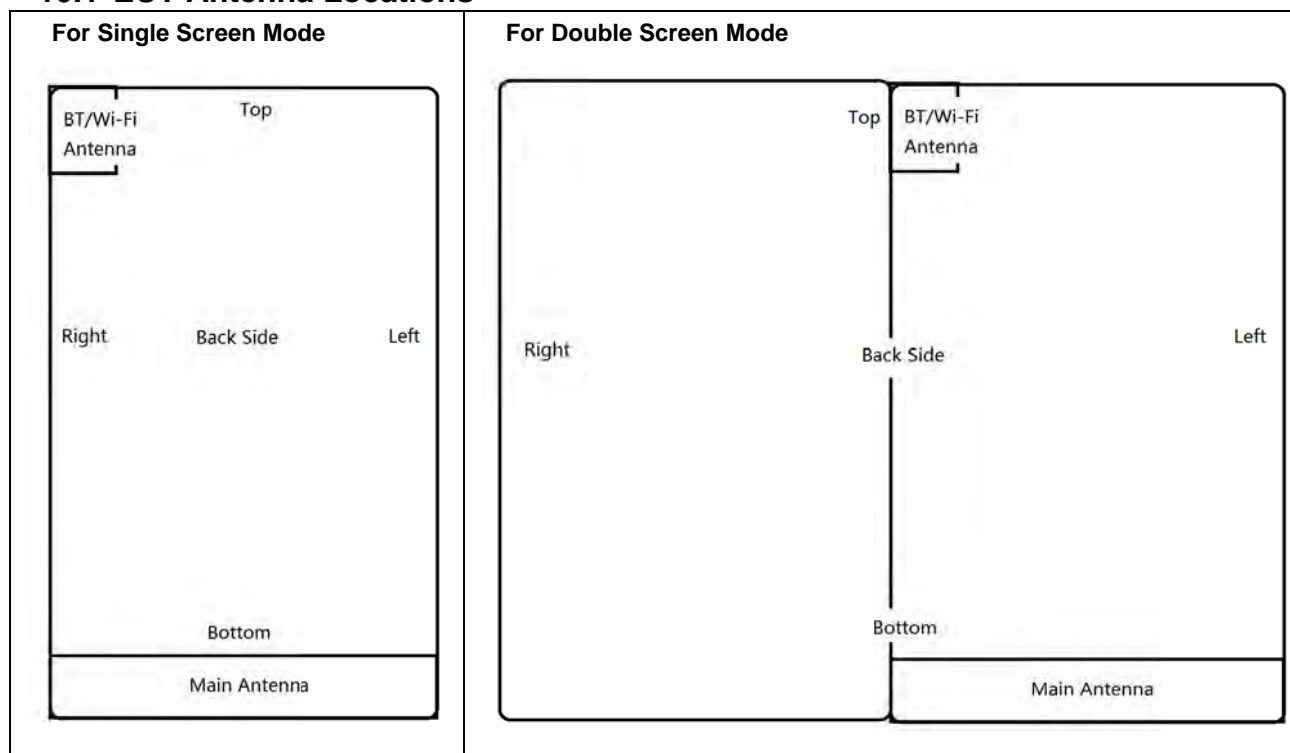 For Single Screen Mode
BT/Wi-Fi
Antenna
Top
Right
Back Side
Left
Bottom
Main Antenna
For Double Screen Mode
Top
BT/Wi-Fi
Antenna
Right
Back Side
Left
Bottom
Main Antenna